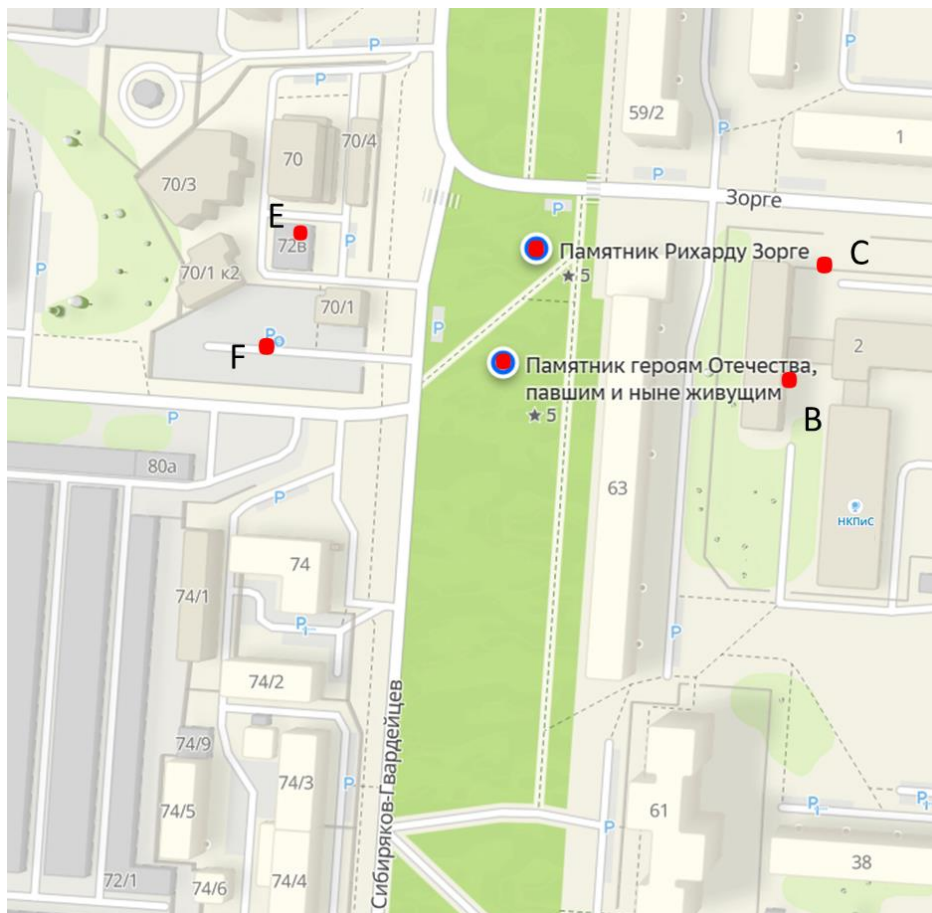 P
P
P
59/2
P
P
1
70
70/4
70/3
P
Зорге
P
E
72в
P
Памятник Рихарду Зорге
★ 5
C
70/1 к2
70/1
P
P
F
2
Памятник героям Отечества,
павшим и ныне живущим
★ 5
B
P
80а
63
P
НКПиС
74
74/1
P
P
74/2
Сибиряков-Гвардейцев
74/9
74/3
P
74/5
61
P
P
P
38
72/1
74/6
74/4